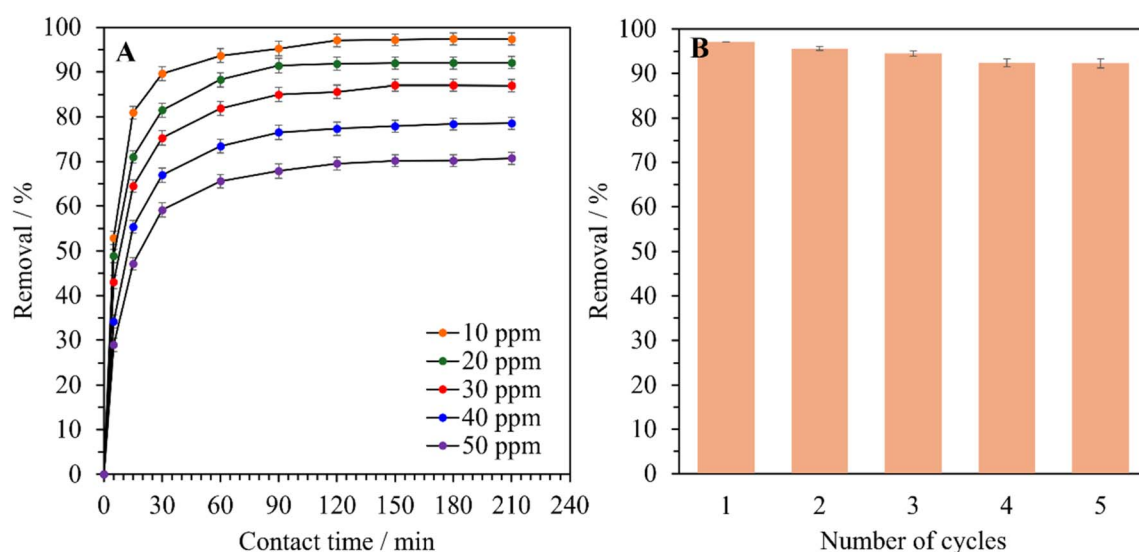 A
Removal / %
100
90
80
70
60
50
40
30
20
10
0
0 30 60 90 120 150 180 210 240
Contact time / min
10 ppm
20 ppm
30 ppm
40 ppm
50 ppm
B
Removal / %
100
90
80
70
60
50
40
30
20
10
0
1 2 3 4 5
Number of cycles